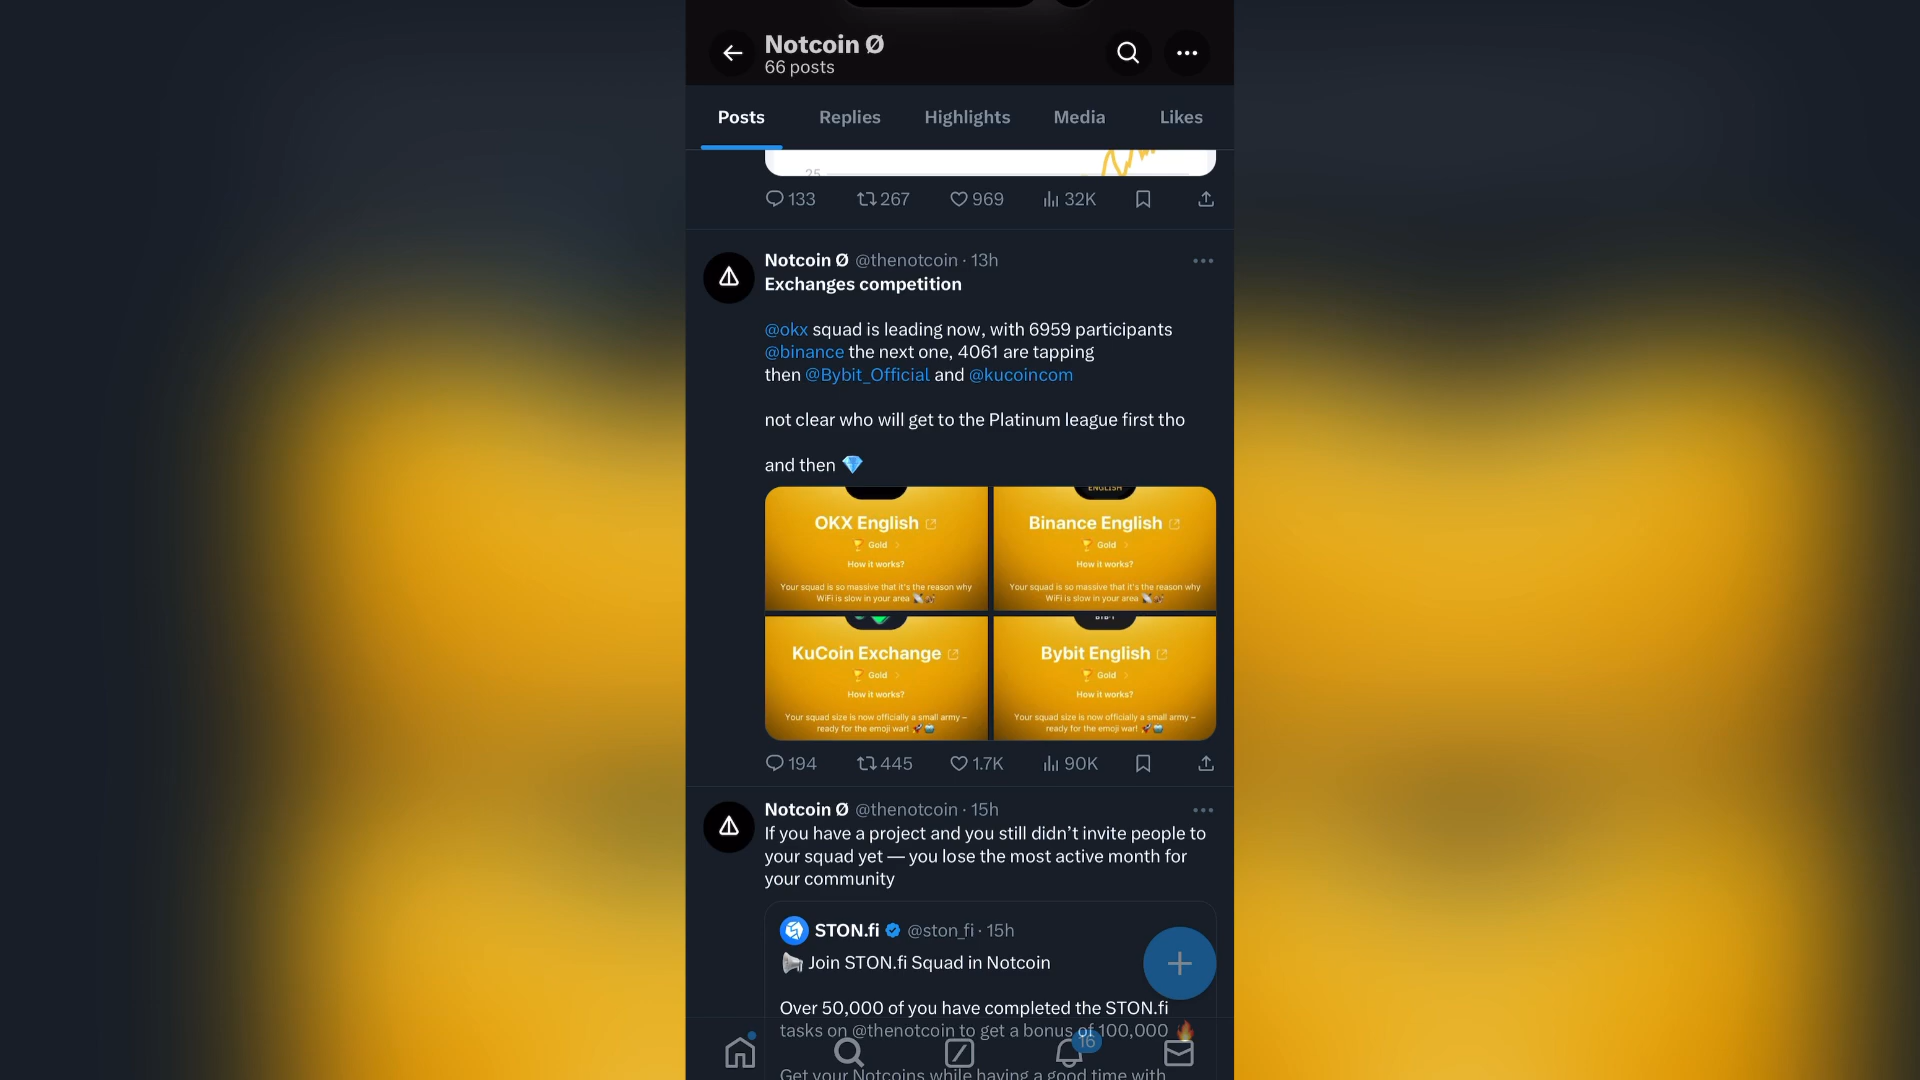 Notcoin Ø
66 posts
Posts Replies Highlights Media Likes
25
133 267 969 32K
Notcoin Ø @thenotcoin · 13h
Exchanges competition
@okx squad is leading now, with 6959 participants
@binance the next one, 4061 are tapping
then @Bybit_Official and @kucoincom
not clear who will get to the Platinum league first tho
and then 💎
OKX English
Gold
How it works?
Your squad is so massive that it's the reason why
WiFi is slow in your area
ENGLISH
Binance English
Gold
How it works?
Your squad is so massive that it's the reason why
WiFi is slow in your area
KuCoin Exchange
Gold
How it works?
Your squad size is now officially a small army –
ready for the emoji war!
Bybit English
Gold
How it works?
Your squad size is now officially a small army –
ready for the emoji war!
194 445 1.7K 90K
Notcoin Ø @thenotcoin · 15h
If you have a project and you still didn’t invite people to
your squad yet — you lose the most active month for
your community
STON.fi @ston_fi · 15h
Join STON.fi Squad in Notcoin
Over 50,000 of you have completed the STON.fi
tasks on @thenotcoin to get a bonus of 100,000 🔥
16
Get your Notcoins while having a good time with